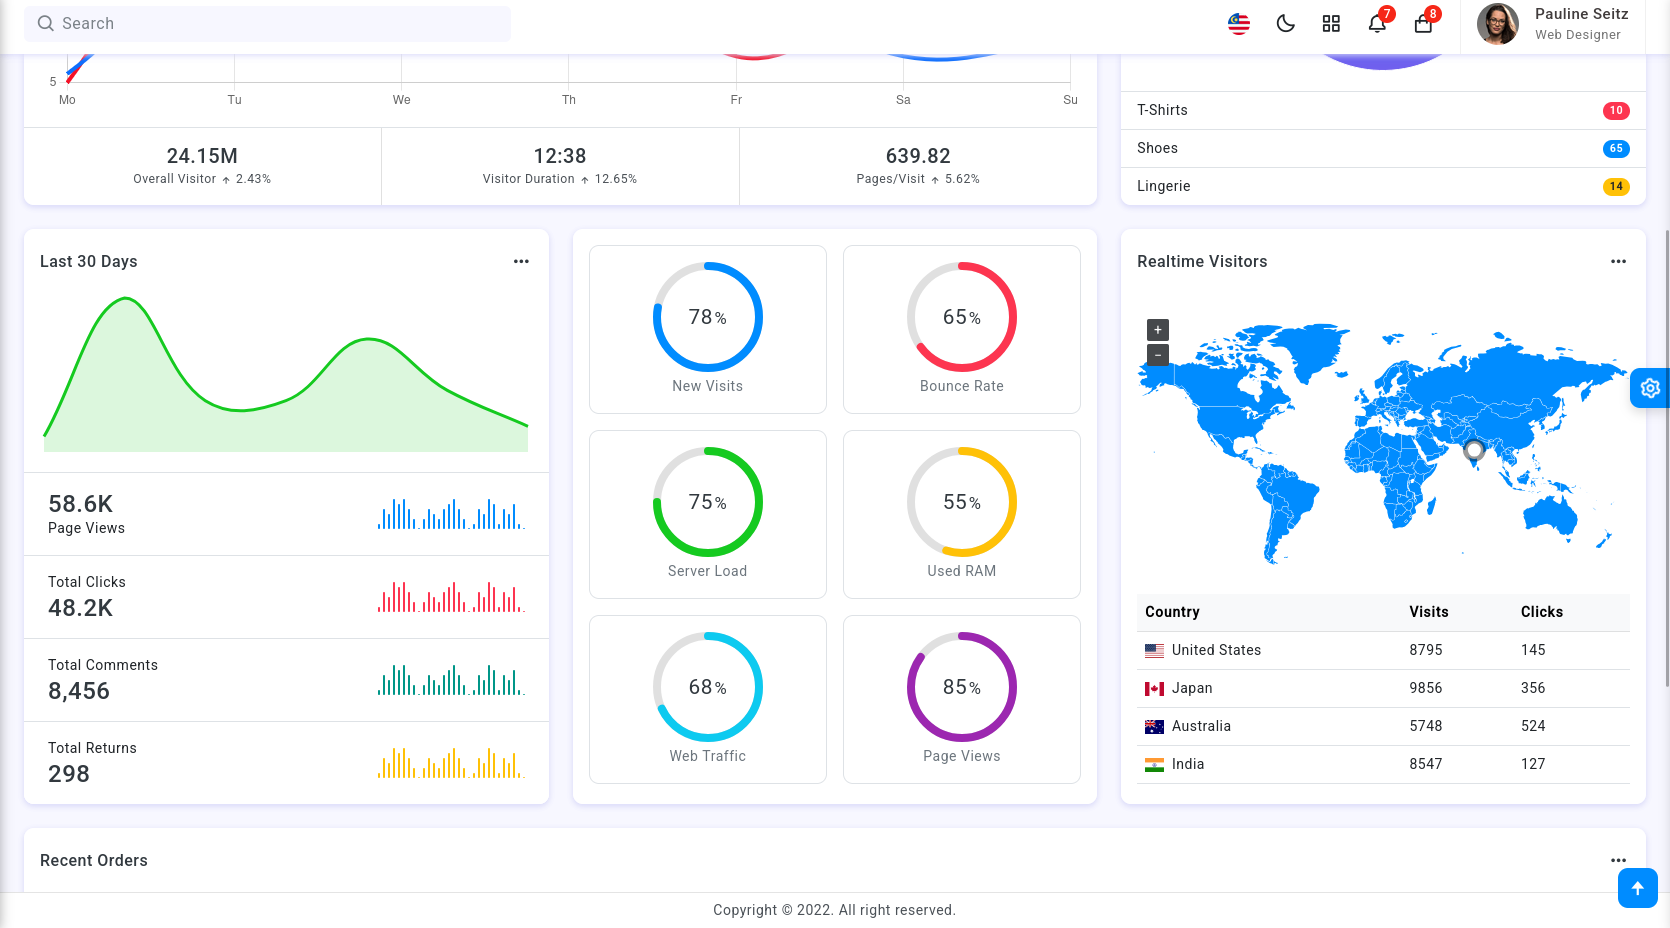 Search
7
8
Pauline Seitz
Web Designer
5
Mo Tu We Th Fr Sa Su
24.15M
Overall Visitor ↑ 2.43%
12:38
Visitor Duration ↑ 12.65%
639.82
Pages/Visit ↑ 5.62%
T-Shirts 10
Shoes 65
Lingerie 14
Last 30 Days
58.6K
Page Views
Total Clicks
48.2K
Total Comments
8,456
Total Returns
298
78%
New Visits
65%
Bounce Rate
75%
Server Load
55%
Used RAM
68%
Web Traffic
85%
Page Views
Realtime Visitors
+
−
Country Visits Clicks
United States 8795 145
Japan 9856 356
Australia 5748 524
India 8547 127
Recent Orders
Copyright © 2022. All right reserved.